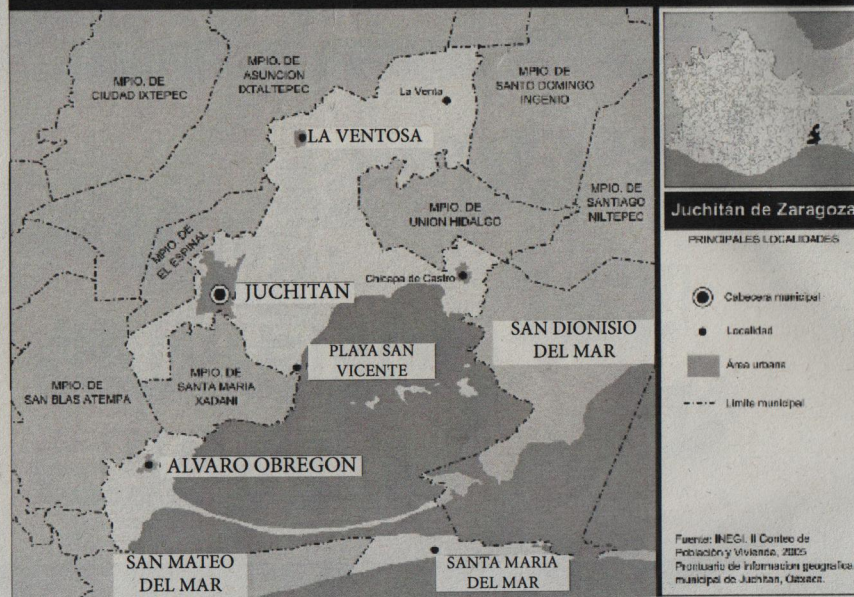 MPIO. DE
CIUDAD IXTEPEC
MPIO. DE
ASUNCION
IXTALTEPEC
La Venta
MPIO. DE
SANTO DOMINGO
INGENIO
LA VENTOSA
MPIO. DE
UNION HIDALGO
MPIO. DE
SANTIAGO
NILTEPEC
MPIO. DE
EL ESPINAL
JUCHITAN
Chicapa de Castro
SAN DIONISIO
DEL MAR
PLAYA SAN
VICENTE
MPIO. DE
SANTA MARIA
XADANI
MPIO. DE
SAN BLAS ATEMPA
ALVARO OBREGON
SAN MATEO
DEL MAR
SANTA MARIA
DEL MAR
Juchitán de Zaragoza
PRINCIPALES LOCALIDADES
Cabecera municipal
Localidad
Área urbana
Limite municipal
Fuente: INEGI. II Conteo de
Población y Vivienda, 2005
Prontuario de informacion geografica
municipal de Juchitan, Oaxaca.